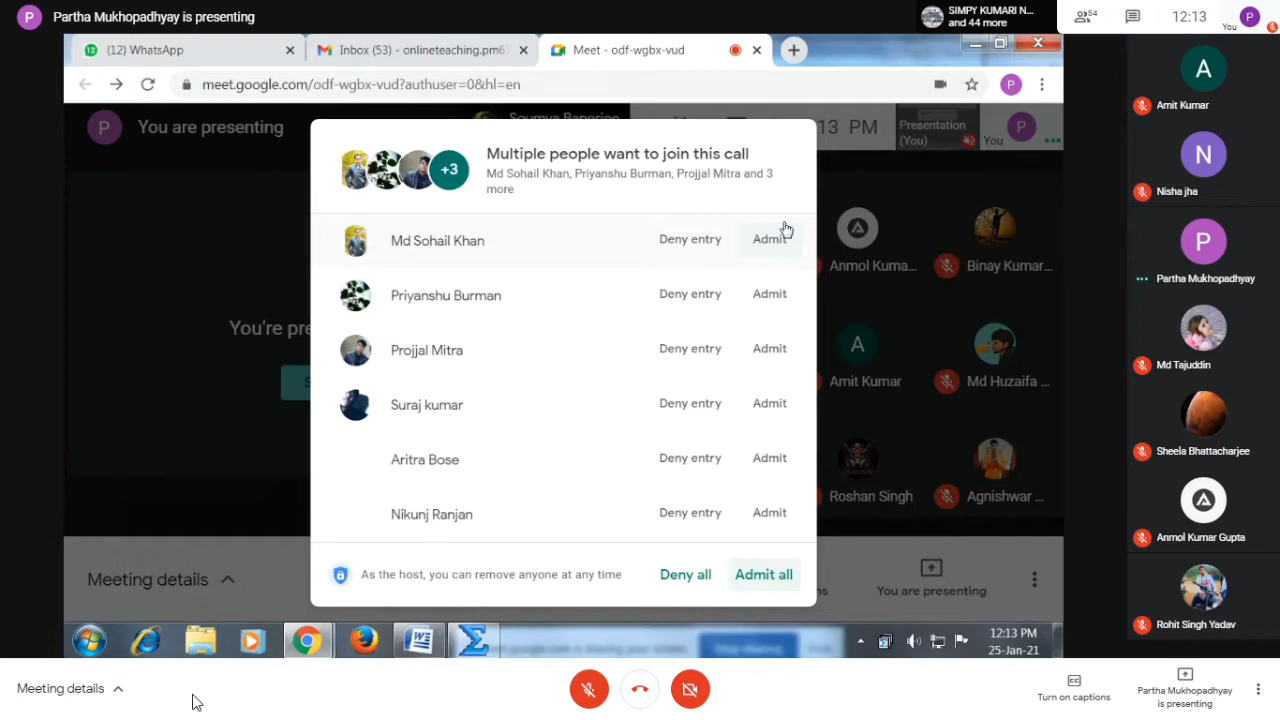 P
Partha Mukhopadhyay is presenting
SIMPY KUMARI N...
and 44 more
54
12:13
You
P
(12) WhatsApp
Inbox (53) - onlineteaching.pm67
Meet - odf-wgbx-vud
meet.google.com/odf-wgbx-vud?authuser=0&hl=en
P
P
You are presenting
13 PM
Presentation
(You)
You
P
+3
Multiple people want to join this call
Md Sohail Khan, Priyanshu Burman, Projjal Mitra and 3
more
Md Sohail Khan
Deny entry
Admit
Priyanshu Burman
Deny entry
Admit
Projjal Mitra
Deny entry
Admit
Suraj kumar
Deny entry
Admit
Aritra Bose
Deny entry
Admit
Nikunj Ranjan
Deny entry
Admit
As the host, you can remove anyone at any time
Deny all
Admit all
You're pre
Anmol Kuma...
Binay Kumar...
A
Amit Kumar
Md Huzaifa ...
Roshan Singh
Agnishwar ...
Meeting details
You are presenting
12:13 PM
25-Jan-21
A
Amit Kumar
N
Nisha jha
P
Partha Mukhopadhyay
Md Tajuddin
Sheela Bhattacharjee
Anmol Kumar Gupta
Rohit Singh Yadav
Meeting details
Turn on captions
Partha Mukhopadhyay
is presenting